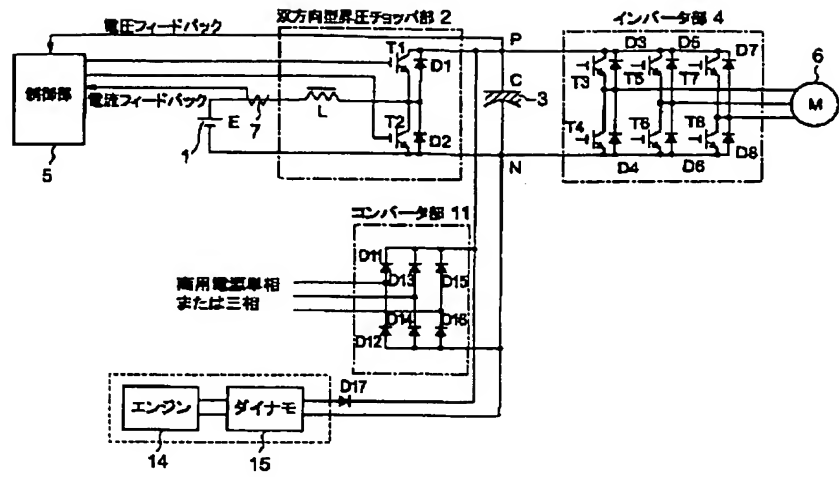 電圧フィードバック
双方向型昇圧チョッパ部 2
P
インバータ部 4
制御部
電流フィードバック
5
1
E
7
L
T1
D1
T2
D2
C
3
N
D3
D5
D7
T3
T5
T7
T4
T6
T8
D4
D6
D8
6
M
コンバータ部 11
D11
D13
D15
商用電源単相
または三相
D12
D14
D16
D17
エンジン
ダイナモ
14
15